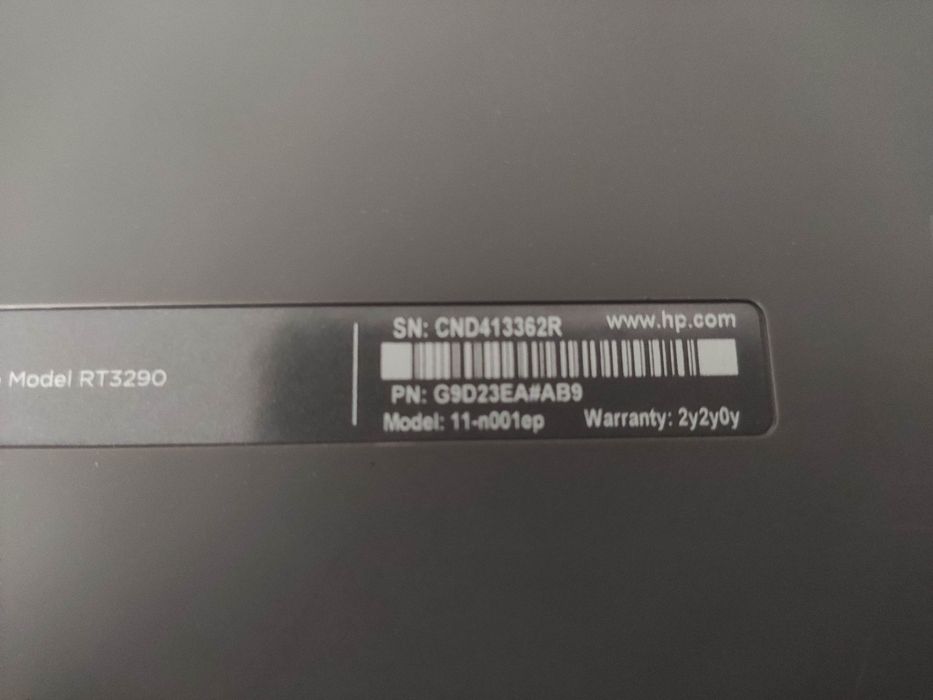 SN: CND413362R www.hp.com
Model RT3290
PN: G9D23EA#AB9
Model: 11-n001ep Warranty: 2y2y0y